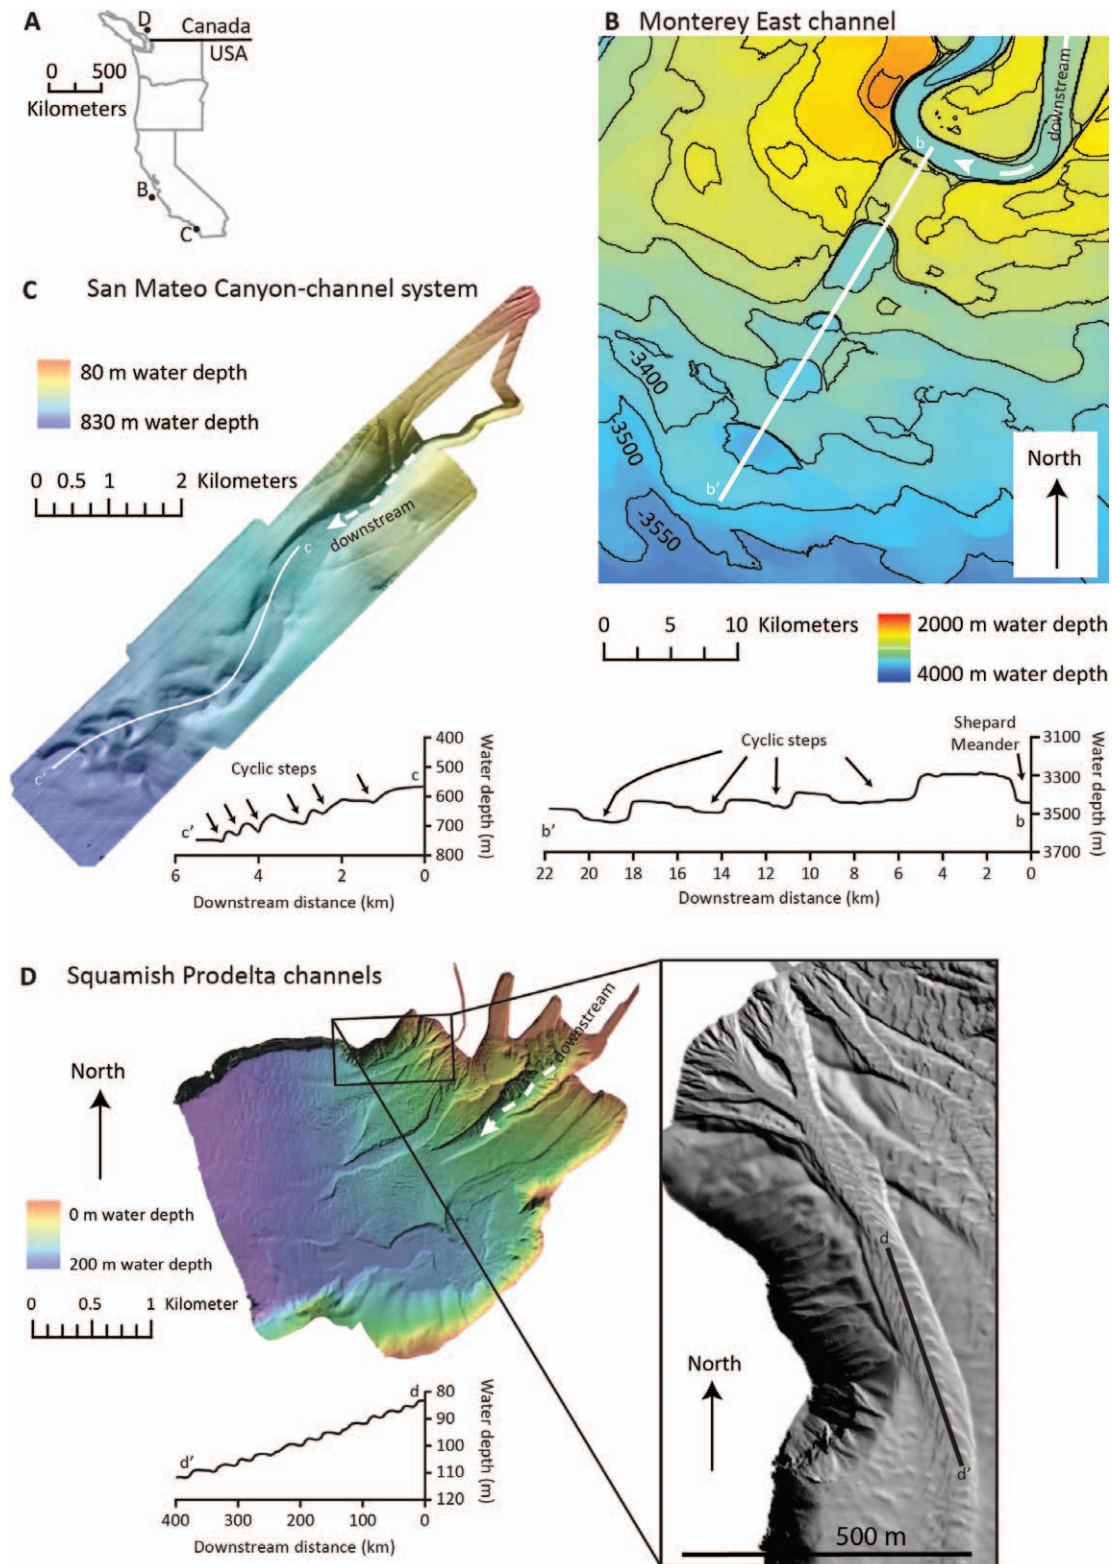 A
D
Canada
USA
0 500
Kilometers
B
C
B Monterey East channel
downstream
b
-3400
-3500
-3550
b'
North
0 5 10 Kilometers
2000 m water depth
4000 m water depth
C San Mateo Canyon-channel system
80 m water depth
830 m water depth
0 0.5 1 2 Kilometers
downstream
c
c'
Cyclic steps
c
c'
400
500
600
700
800
Water depth (m)
6 4 2 0
Downstream distance (km)
Cyclic steps
Shepard
Meander
b'
b
3100
3300
3500
3700
Water depth (m)
22 20 18 16 14 12 10 8 6 4 2 0
Downstream distance (km)
D Squamish Prodelta channels
downstream
North
0 m water depth
200 m water depth
0 0.5 1 Kilometer
d
d'
80
90
100
110
120
Water depth (m)
400 300 200 100 0
Downstream distance (km)
d
d'
North
500 m